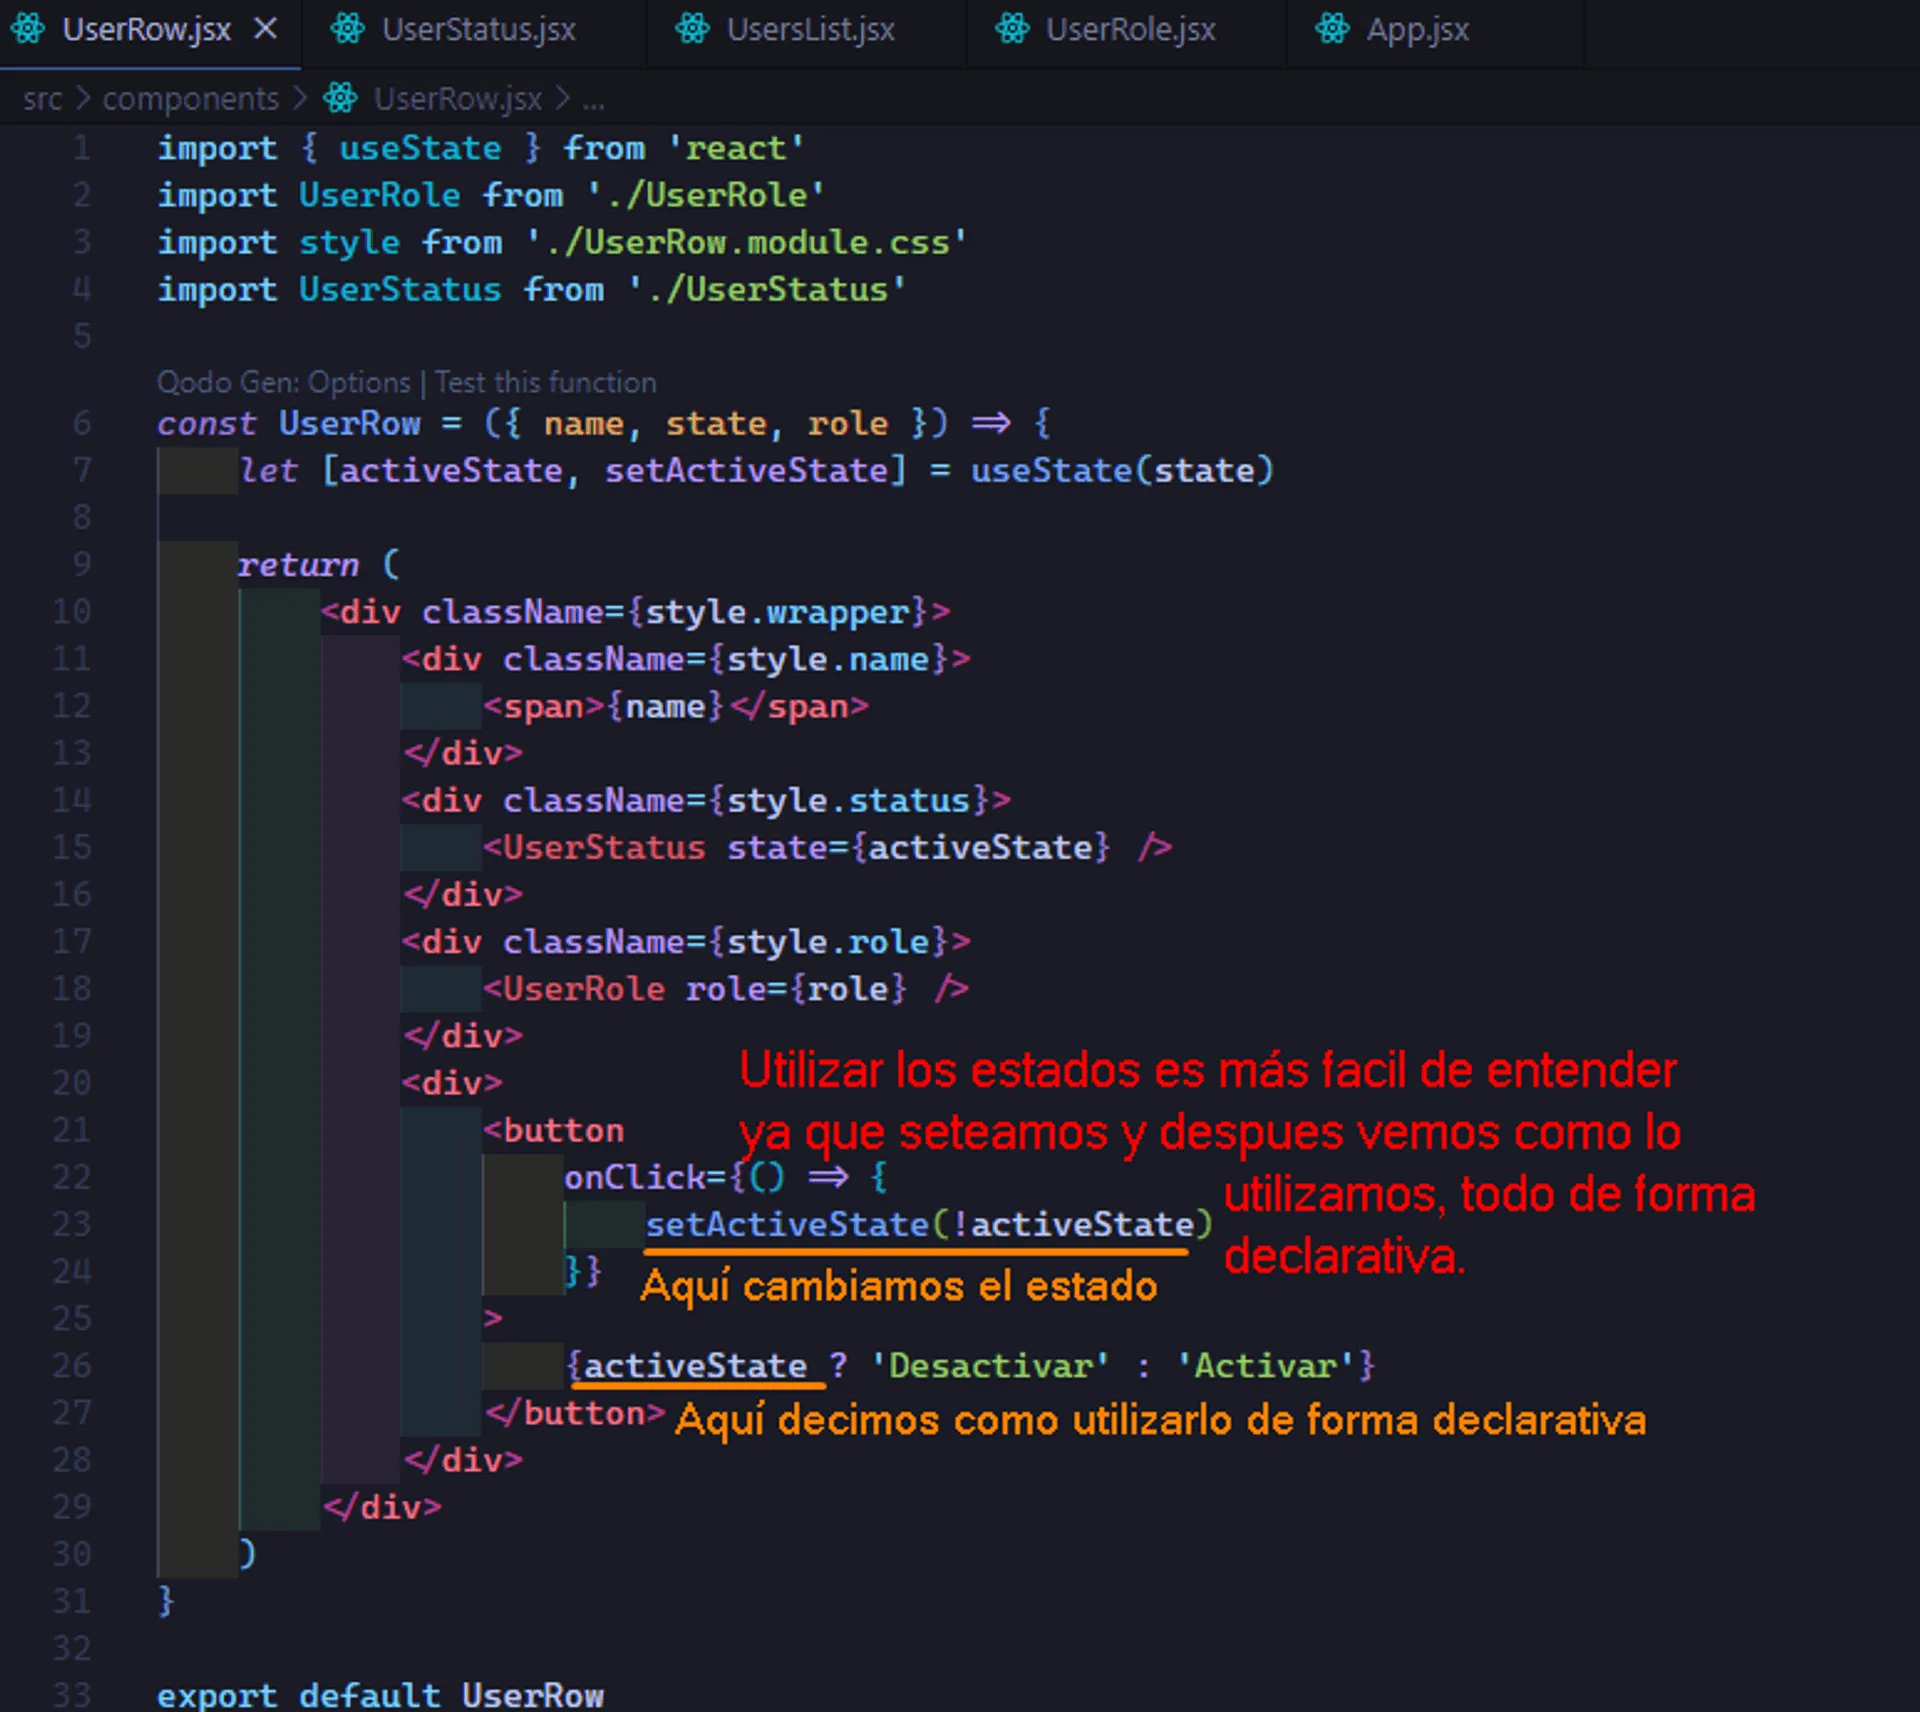 UserRow.jsx
UserStatus.jsx
UsersList.jsx
UserRole.jsx
App.jsx
src > components > UserRow.jsx > ...
1 import { useState } from 'react'
2 import UserRole from './UserRole'
3 import style from './UserRow.module.css'
4 import UserStatus from './UserStatus'
5
Qodo Gen: Options | Test this function
6 const UserRow = ({ name, state, role }) => {
7 let [activeState, setActiveState] = useState(state)
8
9 return (
10 <div className={style.wrapper}>
11 <div className={style.name}>
12 <span>{name}</span>
13 </div>
14 <div className={style.status}>
15 <UserStatus state={activeState} />
16 </div>
17 <div className={style.role}>
18 <UserRole role={role} />
19 </div>
Utilizar los estados es más facil de entender
20 <div>
21 <button
ya que seteamos y despues vemos como lo
22 onClick={() => {
utilizamos, todo de forma
23 setActiveState(!activeState)
declarativa.
24 }}
Aquí cambiamos el estado
25 >
26 {activeState ? 'Desactivar' : 'Activar'}
27 </button>
Aquí decimos como utilizarlo de forma declarativa
28 </div>
29 </div>
30 )
31 }
32
33 export default UserRow